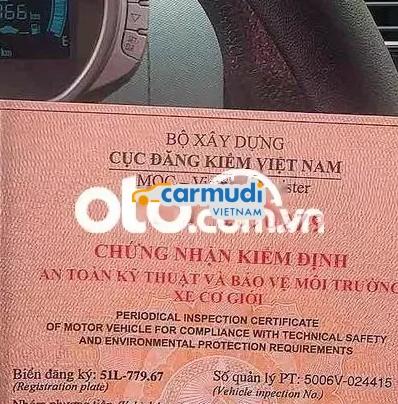 066
km
E
BỘ XÂY DỰNG
CỤC ĐĂNG KIỂM VIỆT NAM
MOC - Vi ster
carmudi
VIETNAM
oto.com.vn
CHỨNG NHẬN KIỂM ĐỊNH
AN TOÀN KỸ THUẬT VÀ BẢO VỆ MÔI TRƯỜNG
XE CƠ GIỚI
PERIODICAL INSPECTION CERTIFICATE
OF MOTOR VEHICLE FOR COMPLIANCE WITH TECHNICAL SAFETY
AND ENVIRONMENTAL PROTECTION REQUIREMENTS
Biển đăng ký: 51L-779.67 Số quản lý PT: 5006V-024415
(Registration plate) (Vehicle inspection No.)